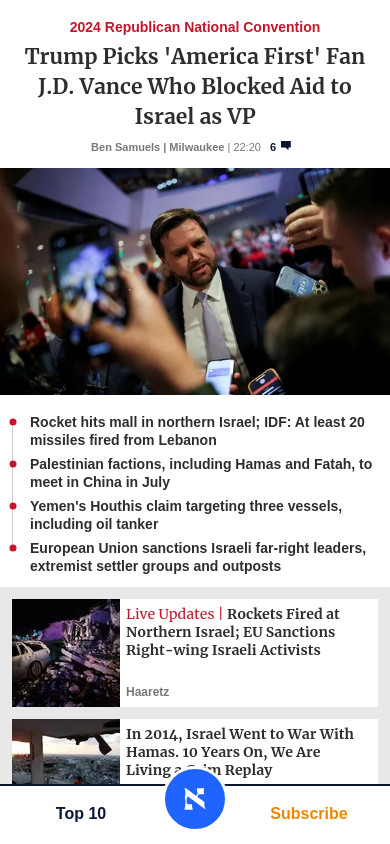 2024 Republican National Convention
Trump Picks 'America First' Fan
J.D. Vance Who Blocked Aid to
Israel as VP
Ben Samuels | Milwaukee | 22:20 6
Rocket hits mall in northern Israel; IDF: At least 20
missiles fired from Lebanon
Palestinian factions, including Hamas and Fatah, to
meet in China in July
Yemen's Houthis claim targeting three vessels,
including oil tanker
European Union sanctions Israeli far-right leaders,
extremist settler groups and outposts
Live Updates | Rockets Fired at
Northern Israel; EU Sanctions
Right-wing Israeli Activists
Haaretz
In 2014, Israel Went to War With
Hamas. 10 Years On, We Are
Living a Grim Replay
Top 10
Subscribe